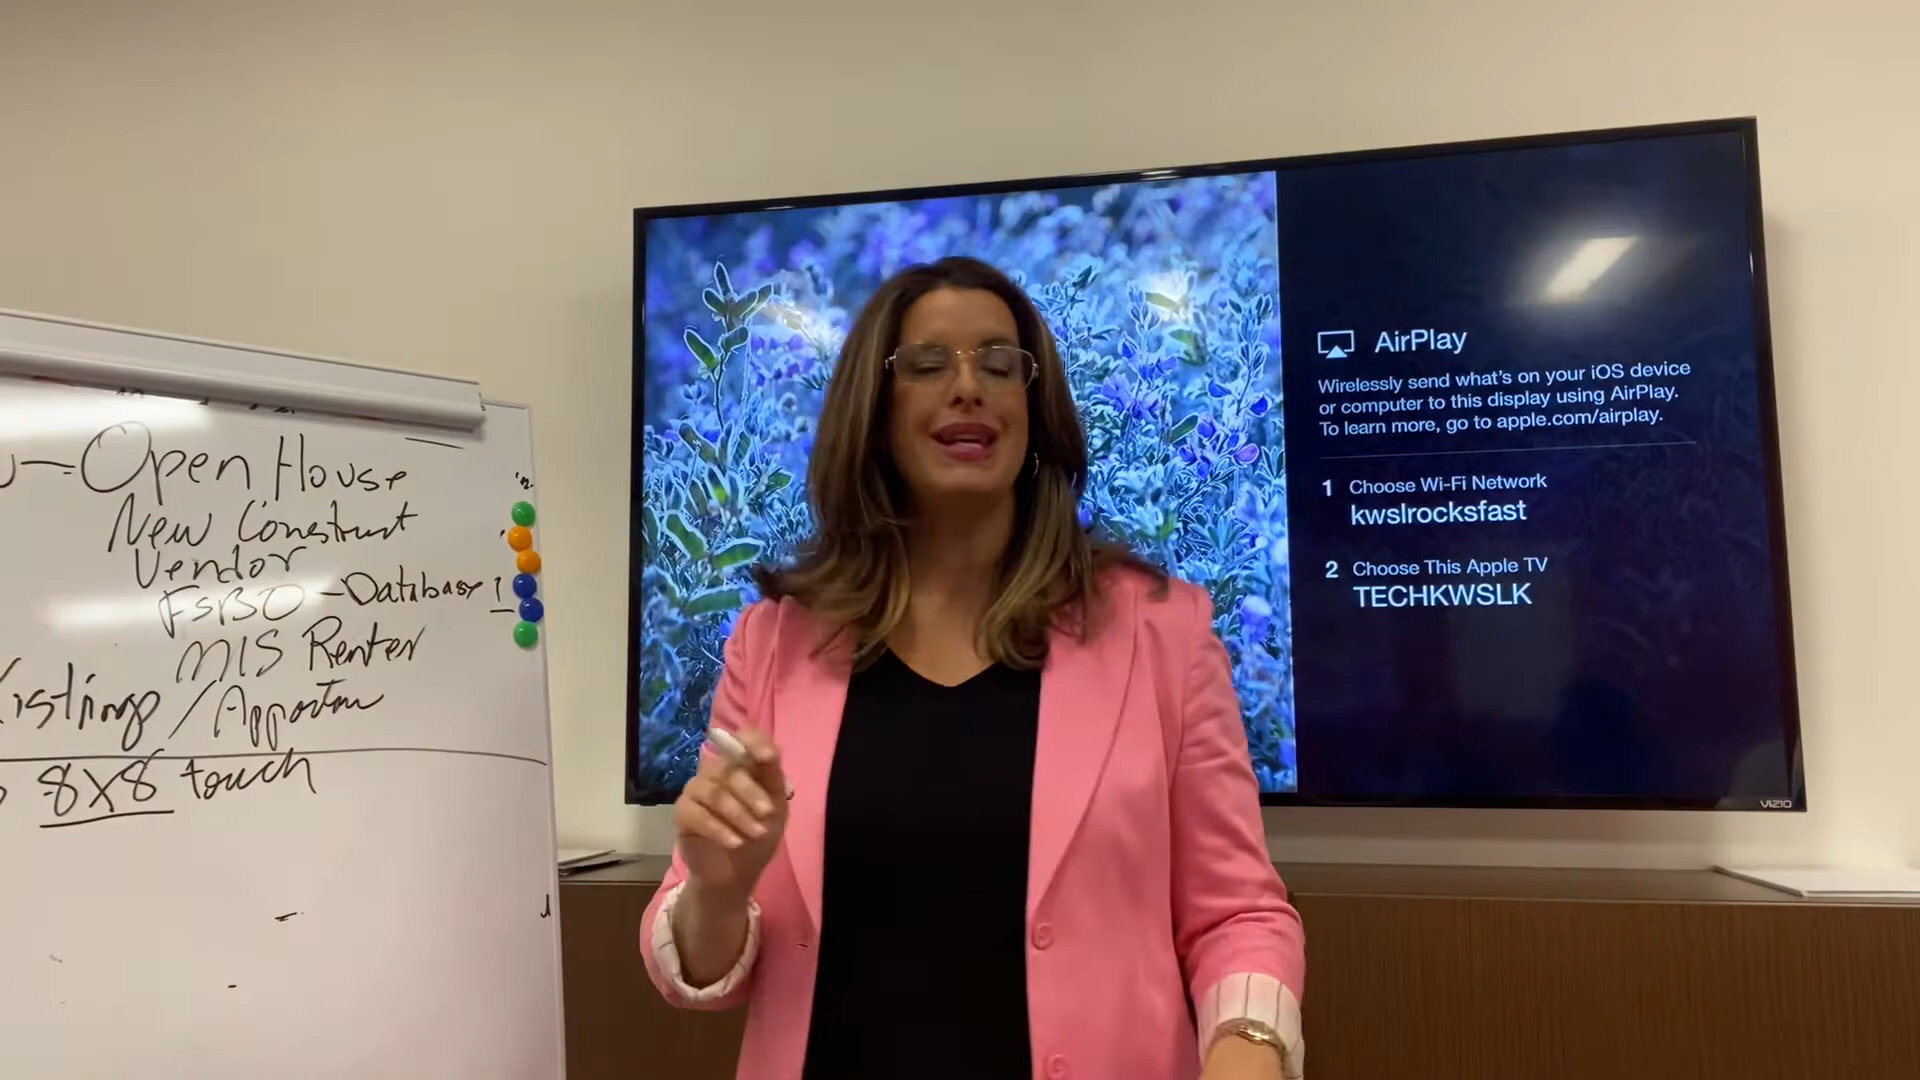 Open House
New Construct
Vendor
FSBO - Database 1
MLS Renter
istings /
8x8 touch
AirPlay
Wirelessly send what's on your iOS device
or computer to this display using AirPlay.
To learn more, go to apple.com/airplay.
1 Choose Wi-Fi Network
kwslrocksfast
2 Choose This Apple TV
TECHKWSLK
VIZIO